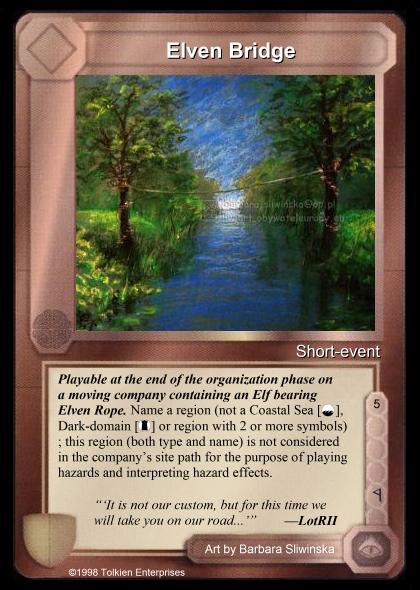 Elven Bridge
barbara.sliwinska@op.pl
Short-event
Playable at the end of the organization phase on
a moving company containing an Elf bearing
Elven Rope. Name a region (not a Coastal Sea [],
Dark-domain [] or region with 2 or more symbols)
; this region (both type and name) is not considered
in the company's site path for the purpose of playing
hazards and interpreting hazard effects.
5
"'It is not our custom, but for this time we
will take you on our road...'" —LotRII
Art by Barbara Sliwinska
©1998 Tolkien Enterprises